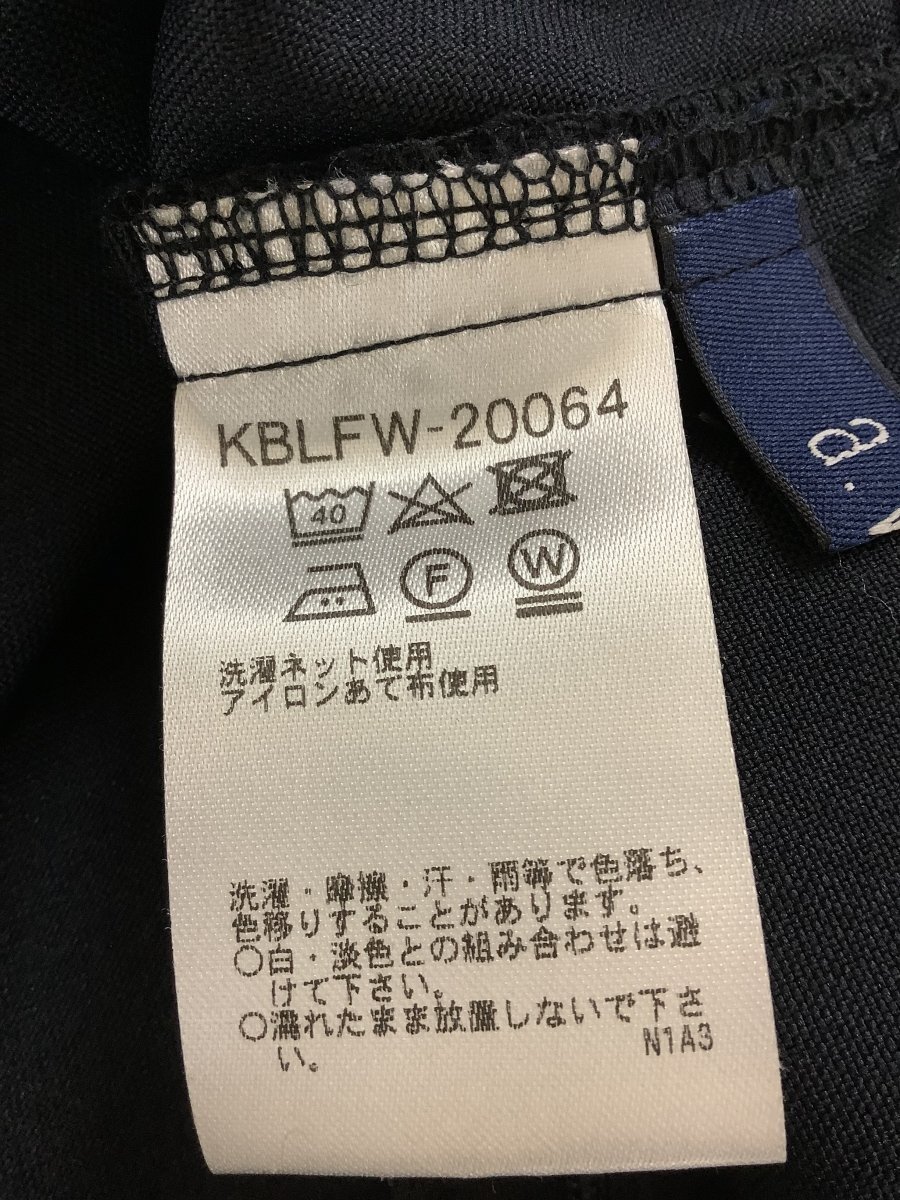 KBLFW-20064
40
F W
洗濯ネット使用
アイロンあて布使用
洗濯・摩擦・汗・雨等で色落ち、
色移りすることがあります。
○白・淡色との組み合わせは避
けて下さい。
○濡れたまま放置しないで下さ
い。
N1A3
a.